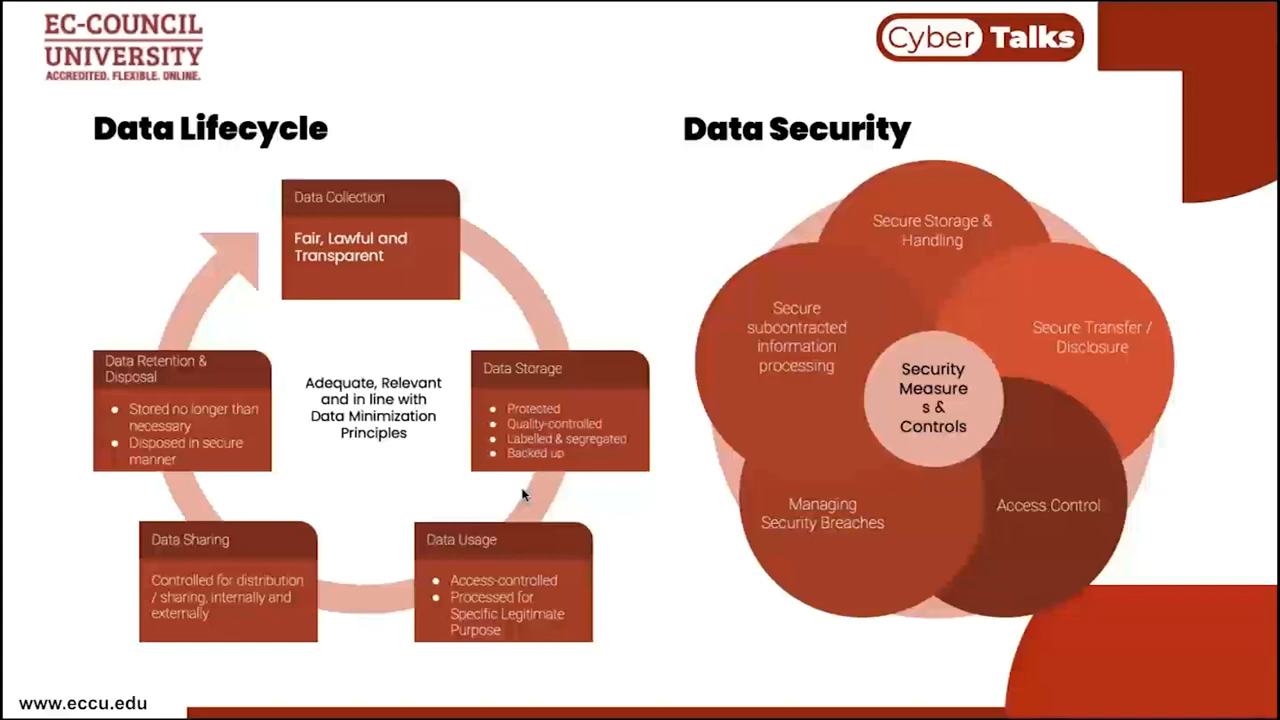 EC-COUNCIL
UNIVERSITY
ACCREDITED. FLEXIBLE. ONLINE.
Cyber Talks
Data Lifecycle
Data Collection
Fair, Lawful and
Transparent
Data Storage
● Protected
● Quality-controlled
● Labelled & segregated
● Backed up
Data Usage
● Access-controlled
● Processed for
Specific Legitimate
Purpose
Data Sharing
Controlled for distribution
/ sharing, internally and
externally
Data Retention &
Disposal
● Stored no longer than
necessary
● Disposed in secure
manner
Adequate, Relevant
and in line with
Data Minimization
Principles
Data Security
Secure Storage &
Handling
Secure Transfer /
Disclosure
Access Control
Managing
Security Breaches
Secure
subcontracted
information
processing
Security
Measure
s &
Controls
www.eccu.edu